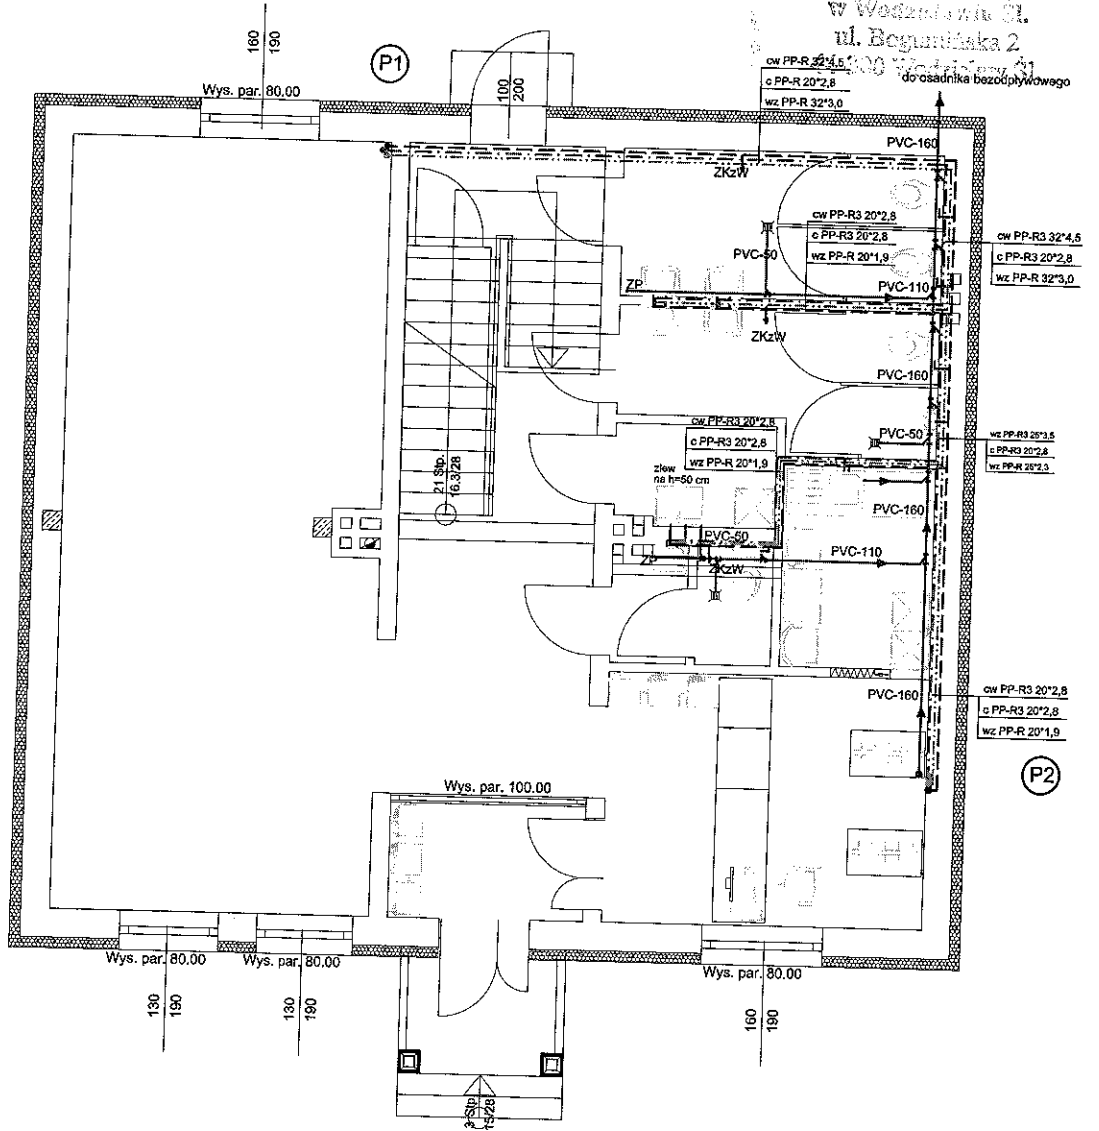 w Wodzisławiu Śl.
ul. Bogumińska 2
cw PP-R 32*4,5
c PP-R 20*2,8
wz PP-R 32*3,0
do osadnika bezodpływowego
160
190
P1
Wys. par. 80.00
100
200
PVC-160
ZKzW
cw PP-R3 20*2,8
c PP-R3 20*2,8
wz PP-R 20*1,9
cw PP-R3 32*4,5
c PP-R3 20*2,8
wz PP-R 32*3,0
PVC-50
ZP
PVC-110
ZKzW
PVC-160
cw PP-R3 20*2,8
c PP-R3 20*2,8
wz PP-R 20*1,9
PVC-50
wz PP-R3 25*3,5
c PP-R3 20*2,8
wz PP-R 25*2,3
21 Stp.
16.3/28
zlew
na h=50 cm
PVC-160
PVC-50
PVC-110
ZP
ZKzW
PVC-160
cw PP-R3 20*2,8
c PP-R3 20*2,8
wz PP-R 20*1,9
P2
Wys. par. 100.00
Wys. par. 80.00
Wys. par. 80.00
Wys. par. 80.00
130
190
130
190
160
190
3 Stp.
15/28